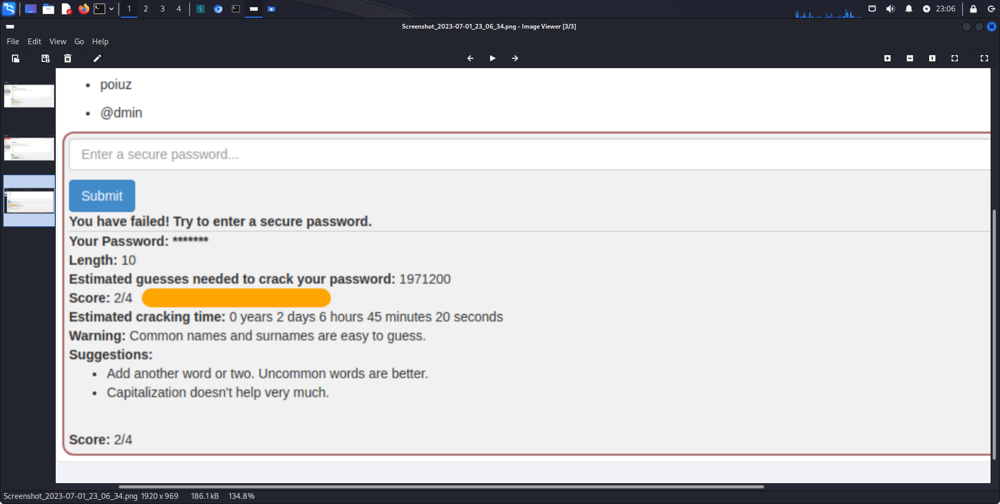 1 2 3 4 23:06
Screenshot_2023-07-01_23_06_34.png - Image Viewer [3/3]
File Edit View Go Help
• poiuz
• @dmin
Enter a secure password...
Submit
You have failed! Try to enter a secure password.
Your Password: *******
Length: 10
Estimated guesses needed to crack your password: 1971200
Score: 2/4
Estimated cracking time: 0 years 2 days 6 hours 45 minutes 20 seconds
Warning: Common names and surnames are easy to guess.
Suggestions:
• Add another word or two. Uncommon words are better.
• Capitalization doesn't help very much.
Score: 2/4
Screenshot_2023-07-01_23_06_34.png 1920 x 969 186.1 kB 134.8%